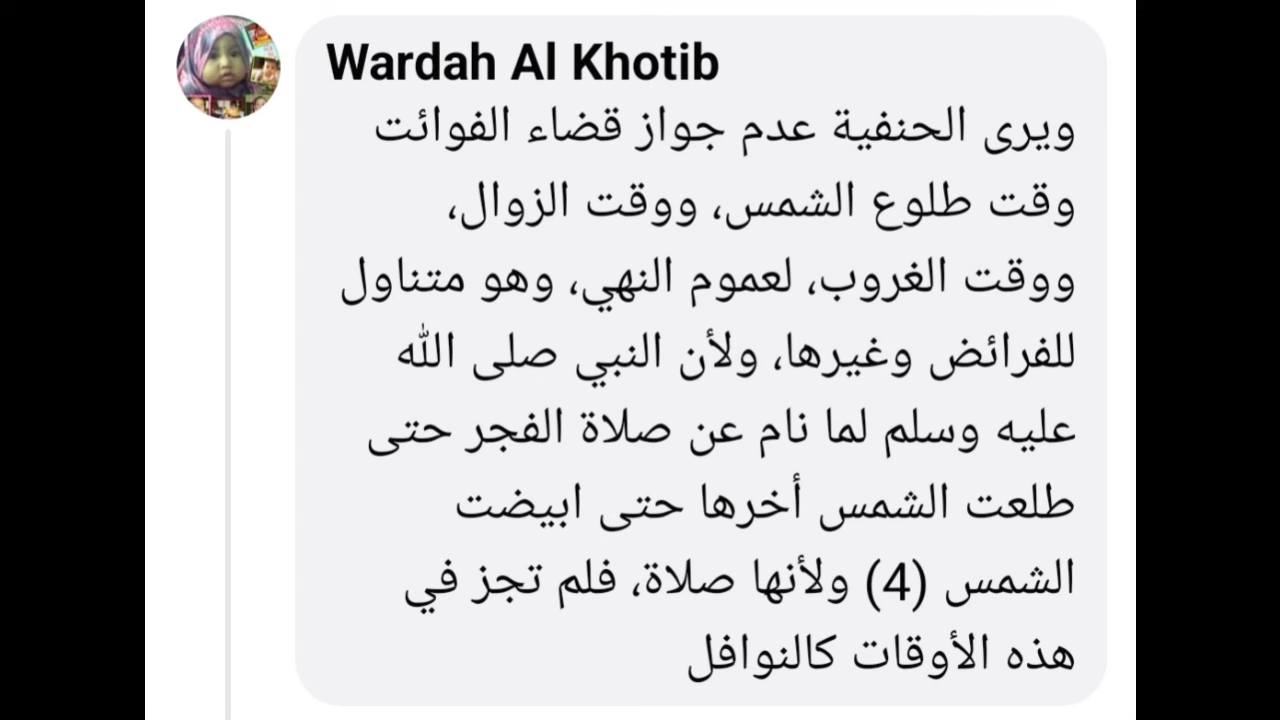 Wardah Al Khotib
ويرى الحنفية عدم جواز قضاء الفوائت
وقت طلوع الشمس، ووقت الزوال،
ووقت الغروب، لعموم النهي، وهو متناول
للفرائض وغيرها، ولأن النبي صلى الله
عليه وسلم لما نام عن صلاة الفجر حتى
طلعت الشمس أخرها حتى ابيضت
الشمس (4) ولأنها صلاة، فلم تجز في
هذه الأوقات كالنوافل